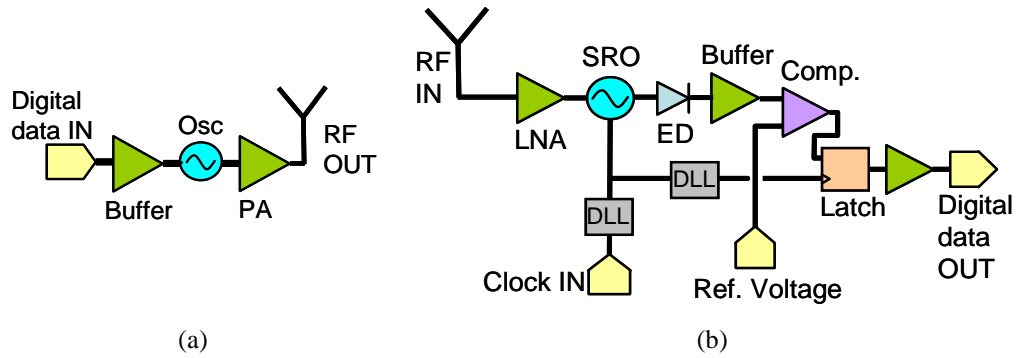 Digital
data IN
Buffer
Osc
PA
RF
OUT
(a)
RF
IN
LNA
SRO
ED
Buffer
Comp.
DLL
DLL
Clock IN
Ref. Voltage
Latch
Digital
data
OUT
(b)